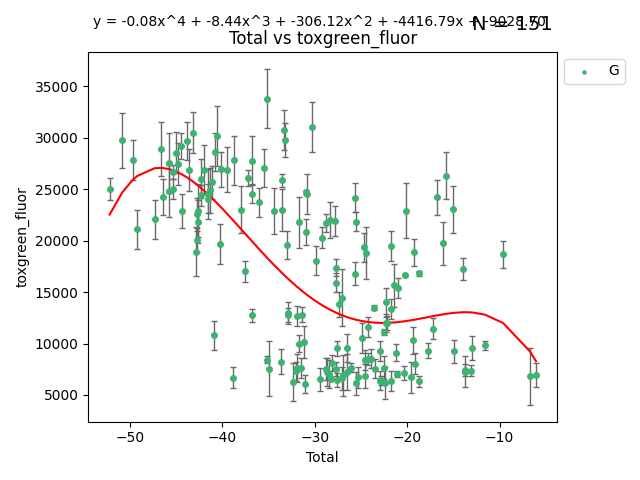 y = -0.08x^4 + -8.44x^3 + -306.12x^2 + -4416.79x + -9028.70
N = 151
Total vs toxgreen_fluor
G
35000
30000
25000
20000
15000
10000
5000
toxgreen_fluor
−50 −40 −30 −20 −10
Total